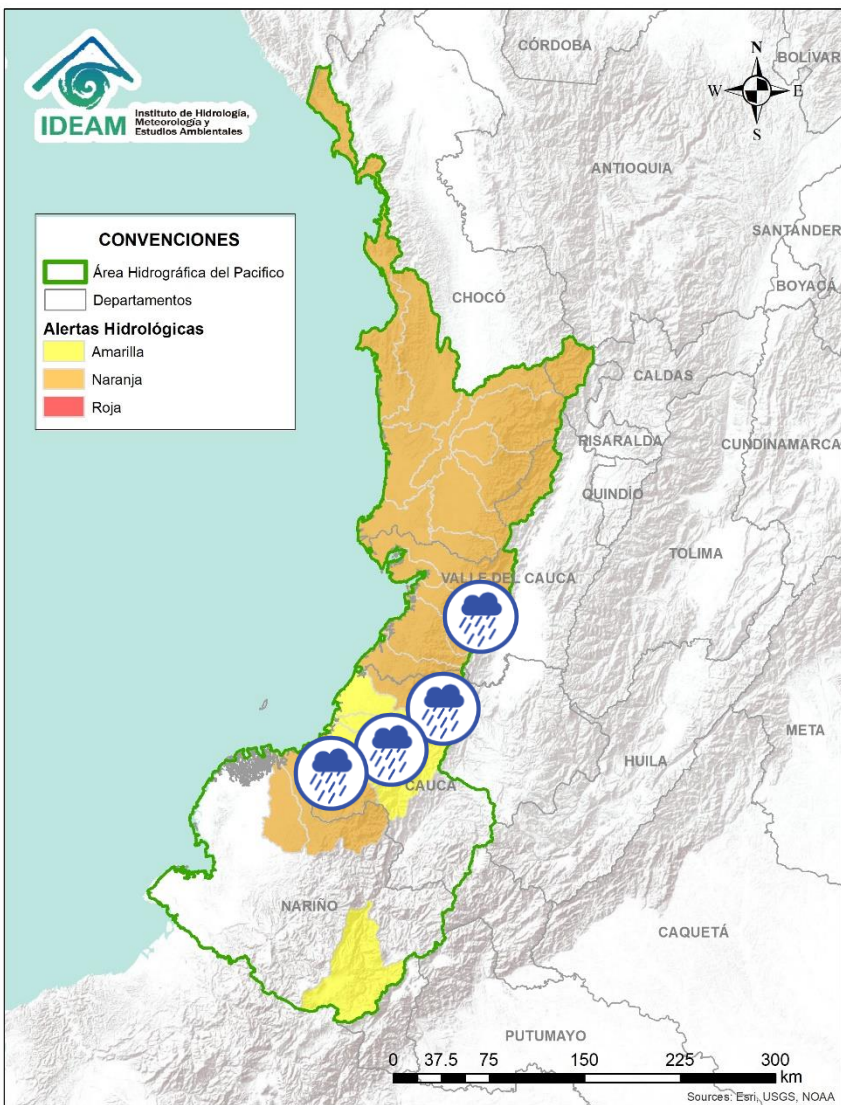 IDEAM
Instituto de Hidrología,
Meteorología y
Estudios Ambientales
N
W E
S
CONVENCIONES
Área Hidrográfica del Pacifico
Departamentos
Alertas Hidrológicas
Amarilla
Naranja
Roja
CÓRDOBA
BOLÍVAR
ANTIOQUIA
SANTANDER
BOYACÁ
CHOCÓ
CALDAS
RISARALDA
CUNDINAMARCA
QUINDÍO
TOLIMA
VALLE DEL CAUCA
META
HUILA
CAUCA
NARIÑO
CAQUETÁ
PUTUMAYO
0 37.5 75 150 225 300
km
Sources: Esri, USGS, NOAA